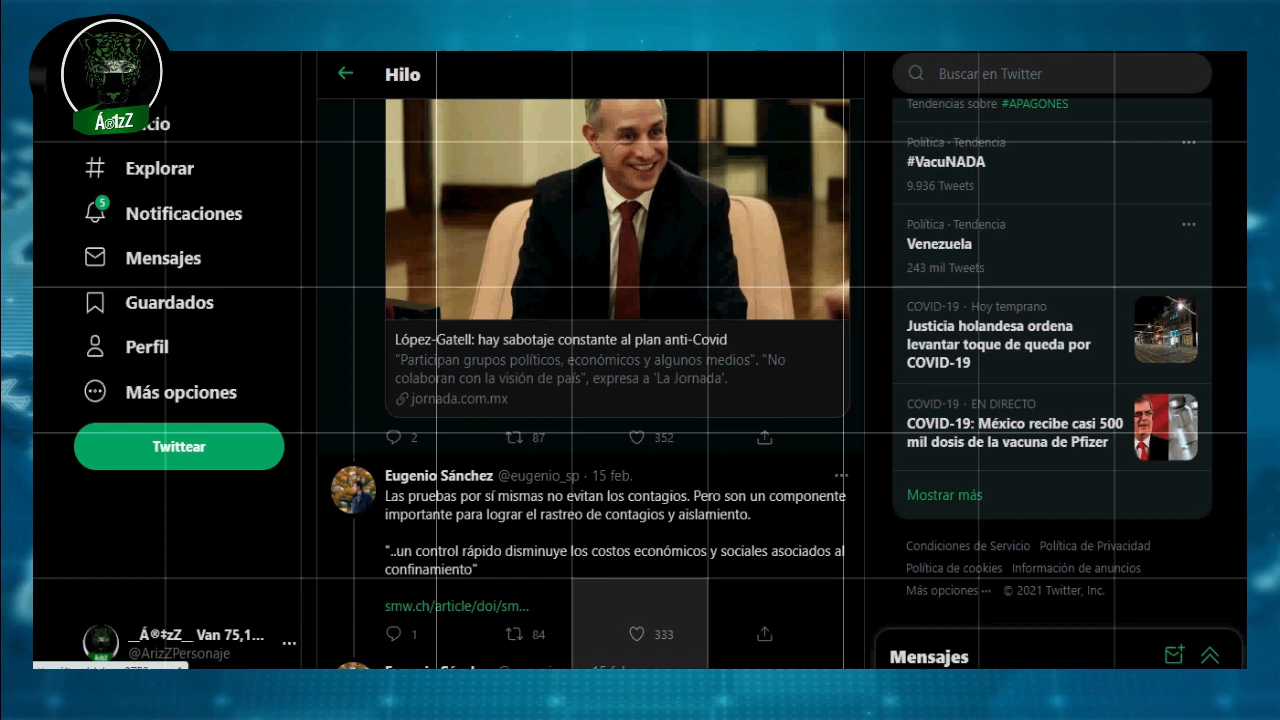 Á®1zZ
icio
Explorar
5
Notificaciones
Mensajes
Guardados
Perfil
Más opciones
Twittear
__Á®‡zZ__ Van 75,1...
@ArizZPersonaje
Hilo
López-Gatell: hay sabotaje constante al plan anti-Covid
"Participan grupos políticos, económicos y algunos medios". "No
colaboran con la visión de país", expresa a 'La Jornada'.
jornada.com.mx
2 87 352
Eugenio Sánchez @eugenio_sp · 15 feb.
Las pruebas por sí mismas no evitan los contagios. Pero son un componente
importante para lograr el rastreo de contagios y aislamiento.
"..un control rápido disminuye los costos económicos y sociales asociados al
confinamiento"
smw.ch/article/doi/sm...
1 84 333
Buscar en Twitter
Tendencias sobre #APAGONES
Política · Tendencia
#VacuNADA
9.936 Tweets
Política · Tendencia
Venezuela
243 mil Tweets
COVID-19 · Hoy temprano
Justicia holandesa ordena
levantar toque de queda por
COVID-19
COVID-19 · EN DIRECTO
COVID-19: México recibe casi 500
mil dosis de la vacuna de Pfizer
Mostrar más
Condiciones de Servicio Política de Privacidad
Política de cookies Información de anuncios
Más opciones ··· © 2021 Twitter, Inc.
Mensajes